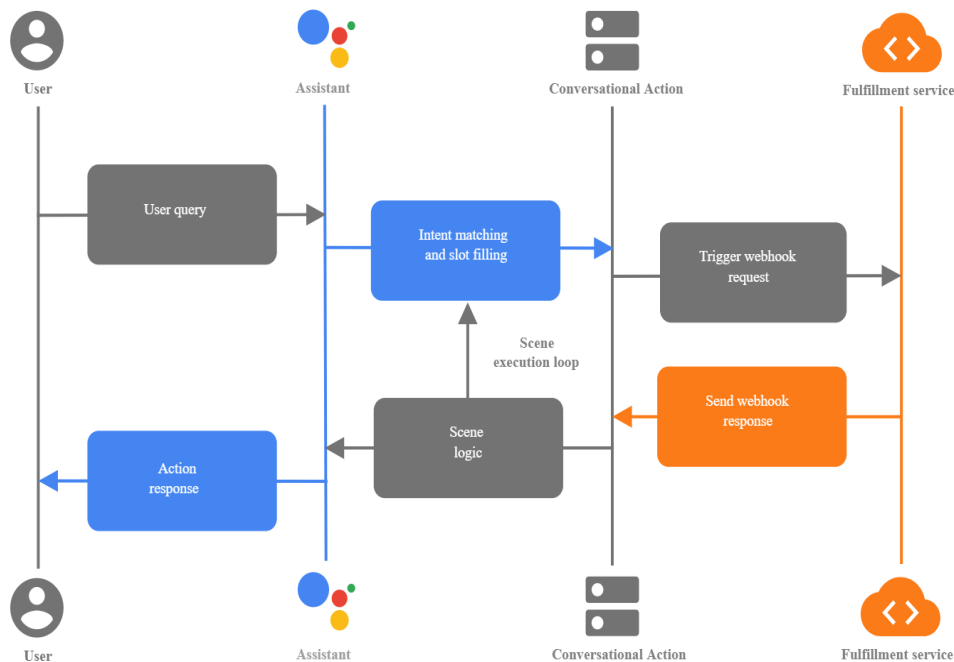 User
Assistant
Conversational Action
Fulfillment service
User query
Intent matching
and slot filling
Trigger webhook
request
Scene
execution loop
Send webhook
response
Scene
logic
Action
response
User
Assistant
Conversational Action
Fulfillment service